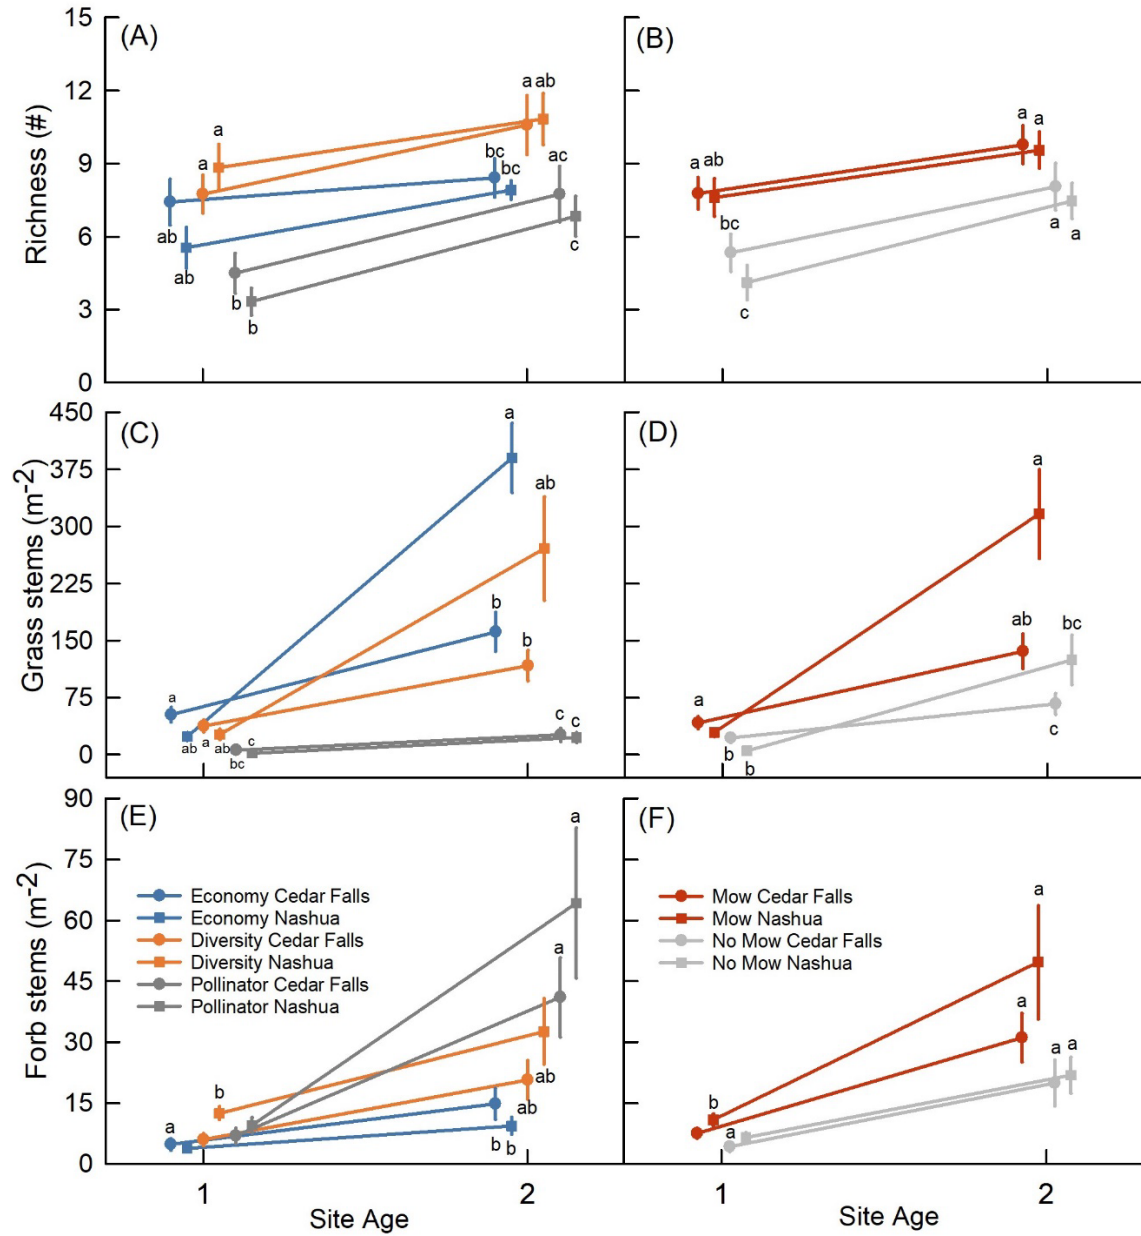 (A)
(B)
Richness (#)
15
12
9
6
3
0
a
a
ab
ab
a
ab
bc
bc
ac
b
b
c
a
ab
bc
c
a
a
a
a
1
2
1
2
(C)
(D)
Grass stems (m-2)
450
375
300
225
150
75
0
a
ab
a
ab
bc
c
a
ab
b
b
c
c
a
b
b
a
ab
bc
c
(E)
(F)
Forb stems (m-2)
90
75
60
45
30
15
0
Economy Cedar Falls
Economy Nashua
Diversity Cedar Falls
Diversity Nashua
Pollinator Cedar Falls
Pollinator Nashua
Mow Cedar Falls
Mow Nashua
No Mow Cedar Falls
No Mow Nashua
a
b
a
a
ab
ab
b
b
b
a
a
a
a
a
1
2
1
2
Site Age
Site Age